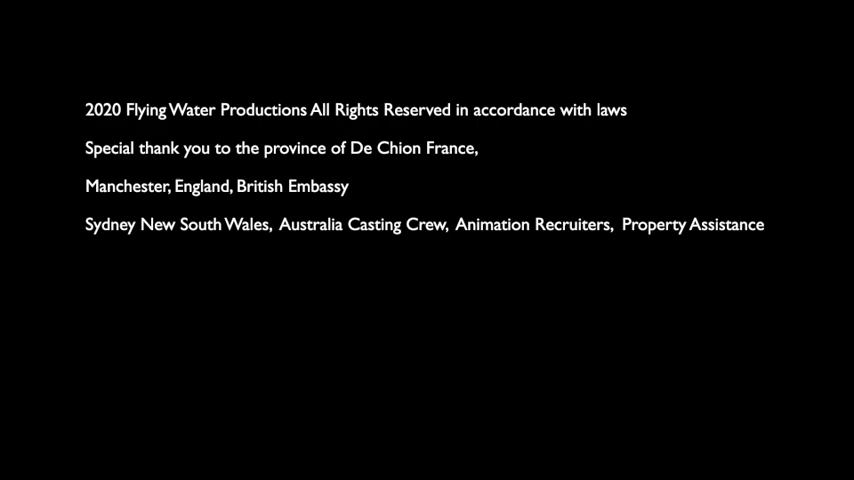 2020 Flying Water Productions All Rights Reserved in accordance with laws
Special thank you to the province of De Chion France,
Manchester, England, British Embassy
Sydney New South Wales, Australia Casting Crew, Animation Recruiters, Property Assistance